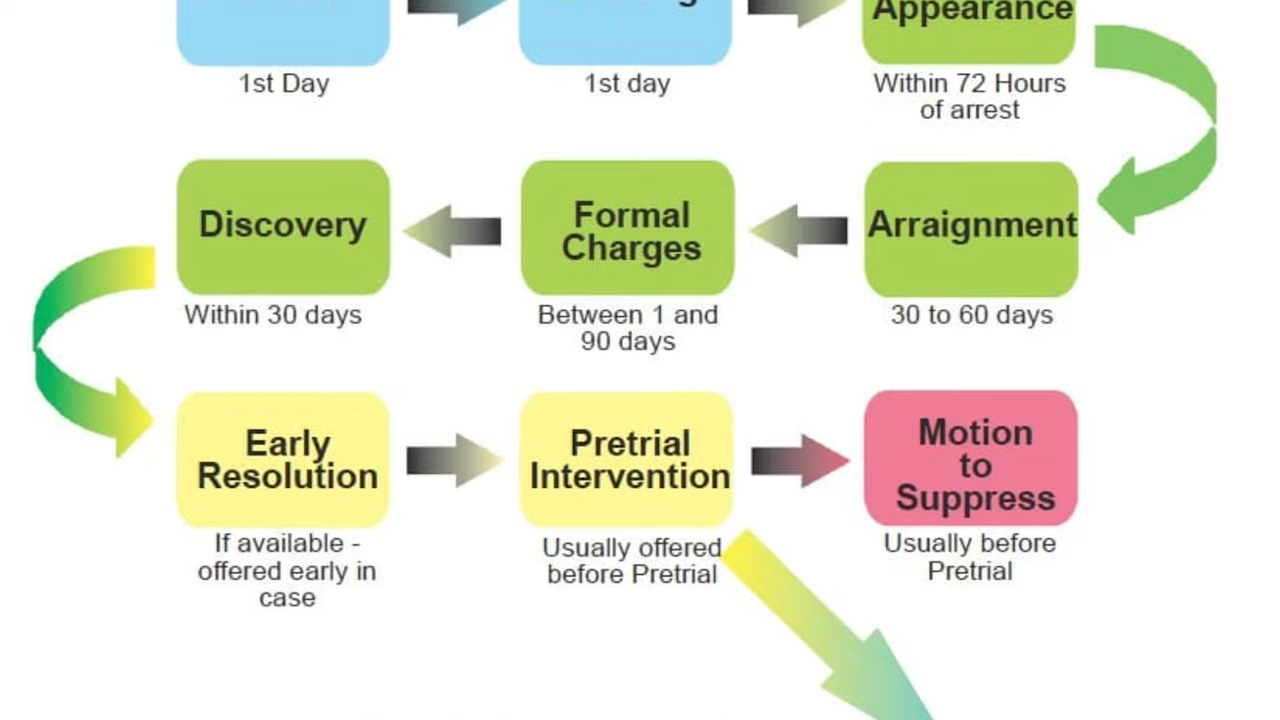 Appearance
1st Day
1st day
Within 72 Hours
of arrest
Discovery
Formal
Charges
Arraignment
Within 30 days
Between 1 and
90 days
30 to 60 days
Early
Resolution
Pretrial
Intervention
Motion
to
Suppress
If available -
offered early in
case
Usually offered
before Pretrial
Usually before
Pretrial